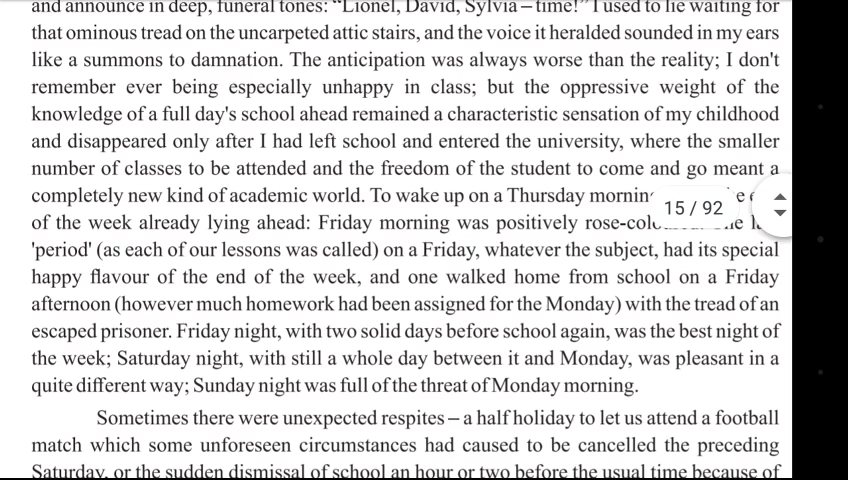 and announce in deep, funeral tones: “Lionel, David, Sylvia – time!” I used to lie waiting for
that ominous tread on the uncarpeted attic stairs, and the voice it heralded sounded in my ears
like a summons to damnation. The anticipation was always worse than the reality; I don't
remember ever being especially unhappy in class; but the oppressive weight of the
knowledge of a full day's school ahead remained a characteristic sensation of my childhood
and disappeared only after I had left school and entered the university, where the smaller
number of classes to be attended and the freedom of the student to come and go meant a
completely new kind of academic world. To wake up on a Thursday
15 / 92
of the week already lying ahead: Friday morning was positively
'period' (as each of our lessons was called) on a Friday, whatever the subject, had its special
happy flavour of the end of the week, and one walked home from school on a Friday
afternoon (however much homework had been assigned for the Monday) with the tread of an
escaped prisoner. Friday night, with two solid days before school again, was the best night of
the week; Saturday night, with still a whole day between it and Monday, was pleasant in a
quite different way; Sunday night was full of the threat of Monday morning.
Sometimes there were unexpected respites – a half holiday to let us attend a football
match which some unforeseen circumstances had caused to be cancelled the preceding
Saturday, or the sudden dismissal of school an hour or two before the usual time because of